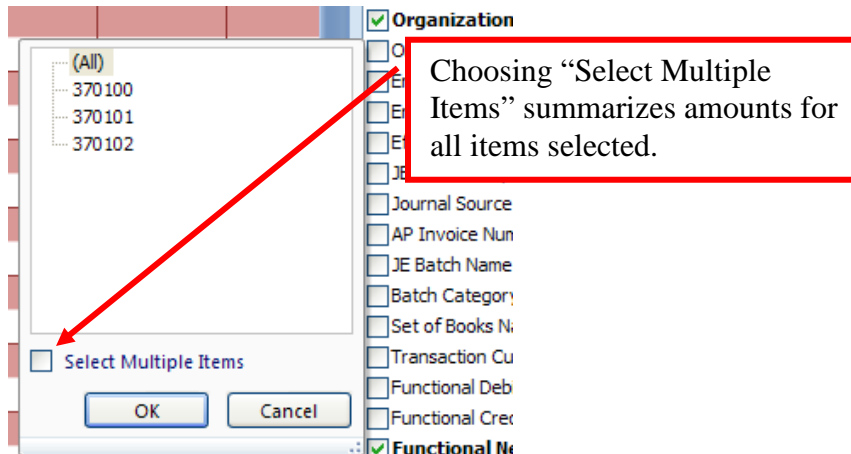 (All)
370100
370101
370102
Select Multiple Items
OK
Cancel
Organization
Choosing “Select Multiple
Items” summarizes amounts for
all items selected.
Journal Source
AP Invoice Num
JE Batch Name
Batch Category
Set of Books Na
Transaction Cu
Functional Deb
Functional Cred
Functional Ne